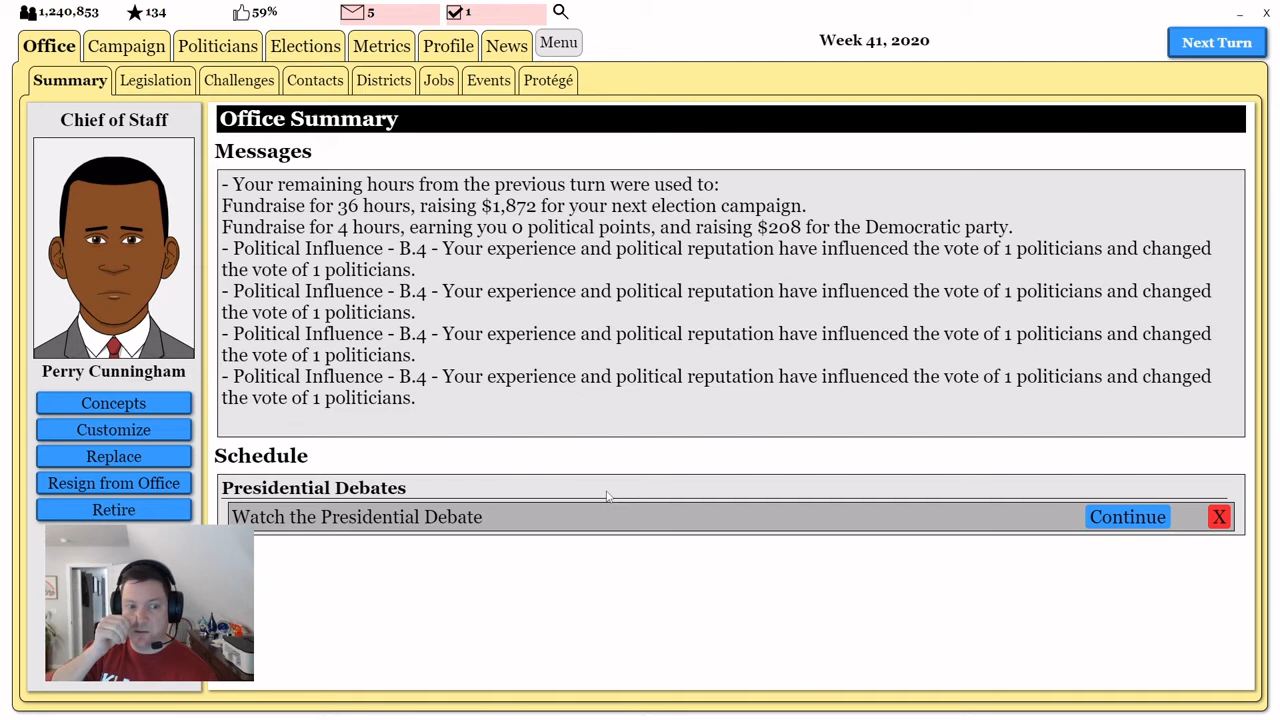 1,240,853 134 59% 5 1
_ X
Office Campaign Politicians Elections Metrics Profile News Menu
Week 41, 2020
Next Turn
Summary Legislation Challenges Contacts Districts Jobs Events Protégé
Chief of Staff
Perry Cunningham
Concepts
Customize
Replace
Resign from Office
Retire
Office Summary
Messages
- Your remaining hours from the previous turn were used to:
Fundraise for 36 hours, raising $1,872 for your next election campaign.
Fundraise for 4 hours, earning you 0 political points, and raising $208 for the Democratic party.
- Political Influence - B.4 - Your experience and political reputation have influenced the vote of 1 politicians and changed
the vote of 1 politicians.
- Political Influence - B.4 - Your experience and political reputation have influenced the vote of 1 politicians and changed
the vote of 1 politicians.
- Political Influence - B.4 - Your experience and political reputation have influenced the vote of 1 politicians and changed
the vote of 1 politicians.
- Political Influence - B.4 - Your experience and political reputation have influenced the vote of 1 politicians and changed
the vote of 1 politicians.
Schedule
Presidential Debates
Watch the Presidential Debate Continue X